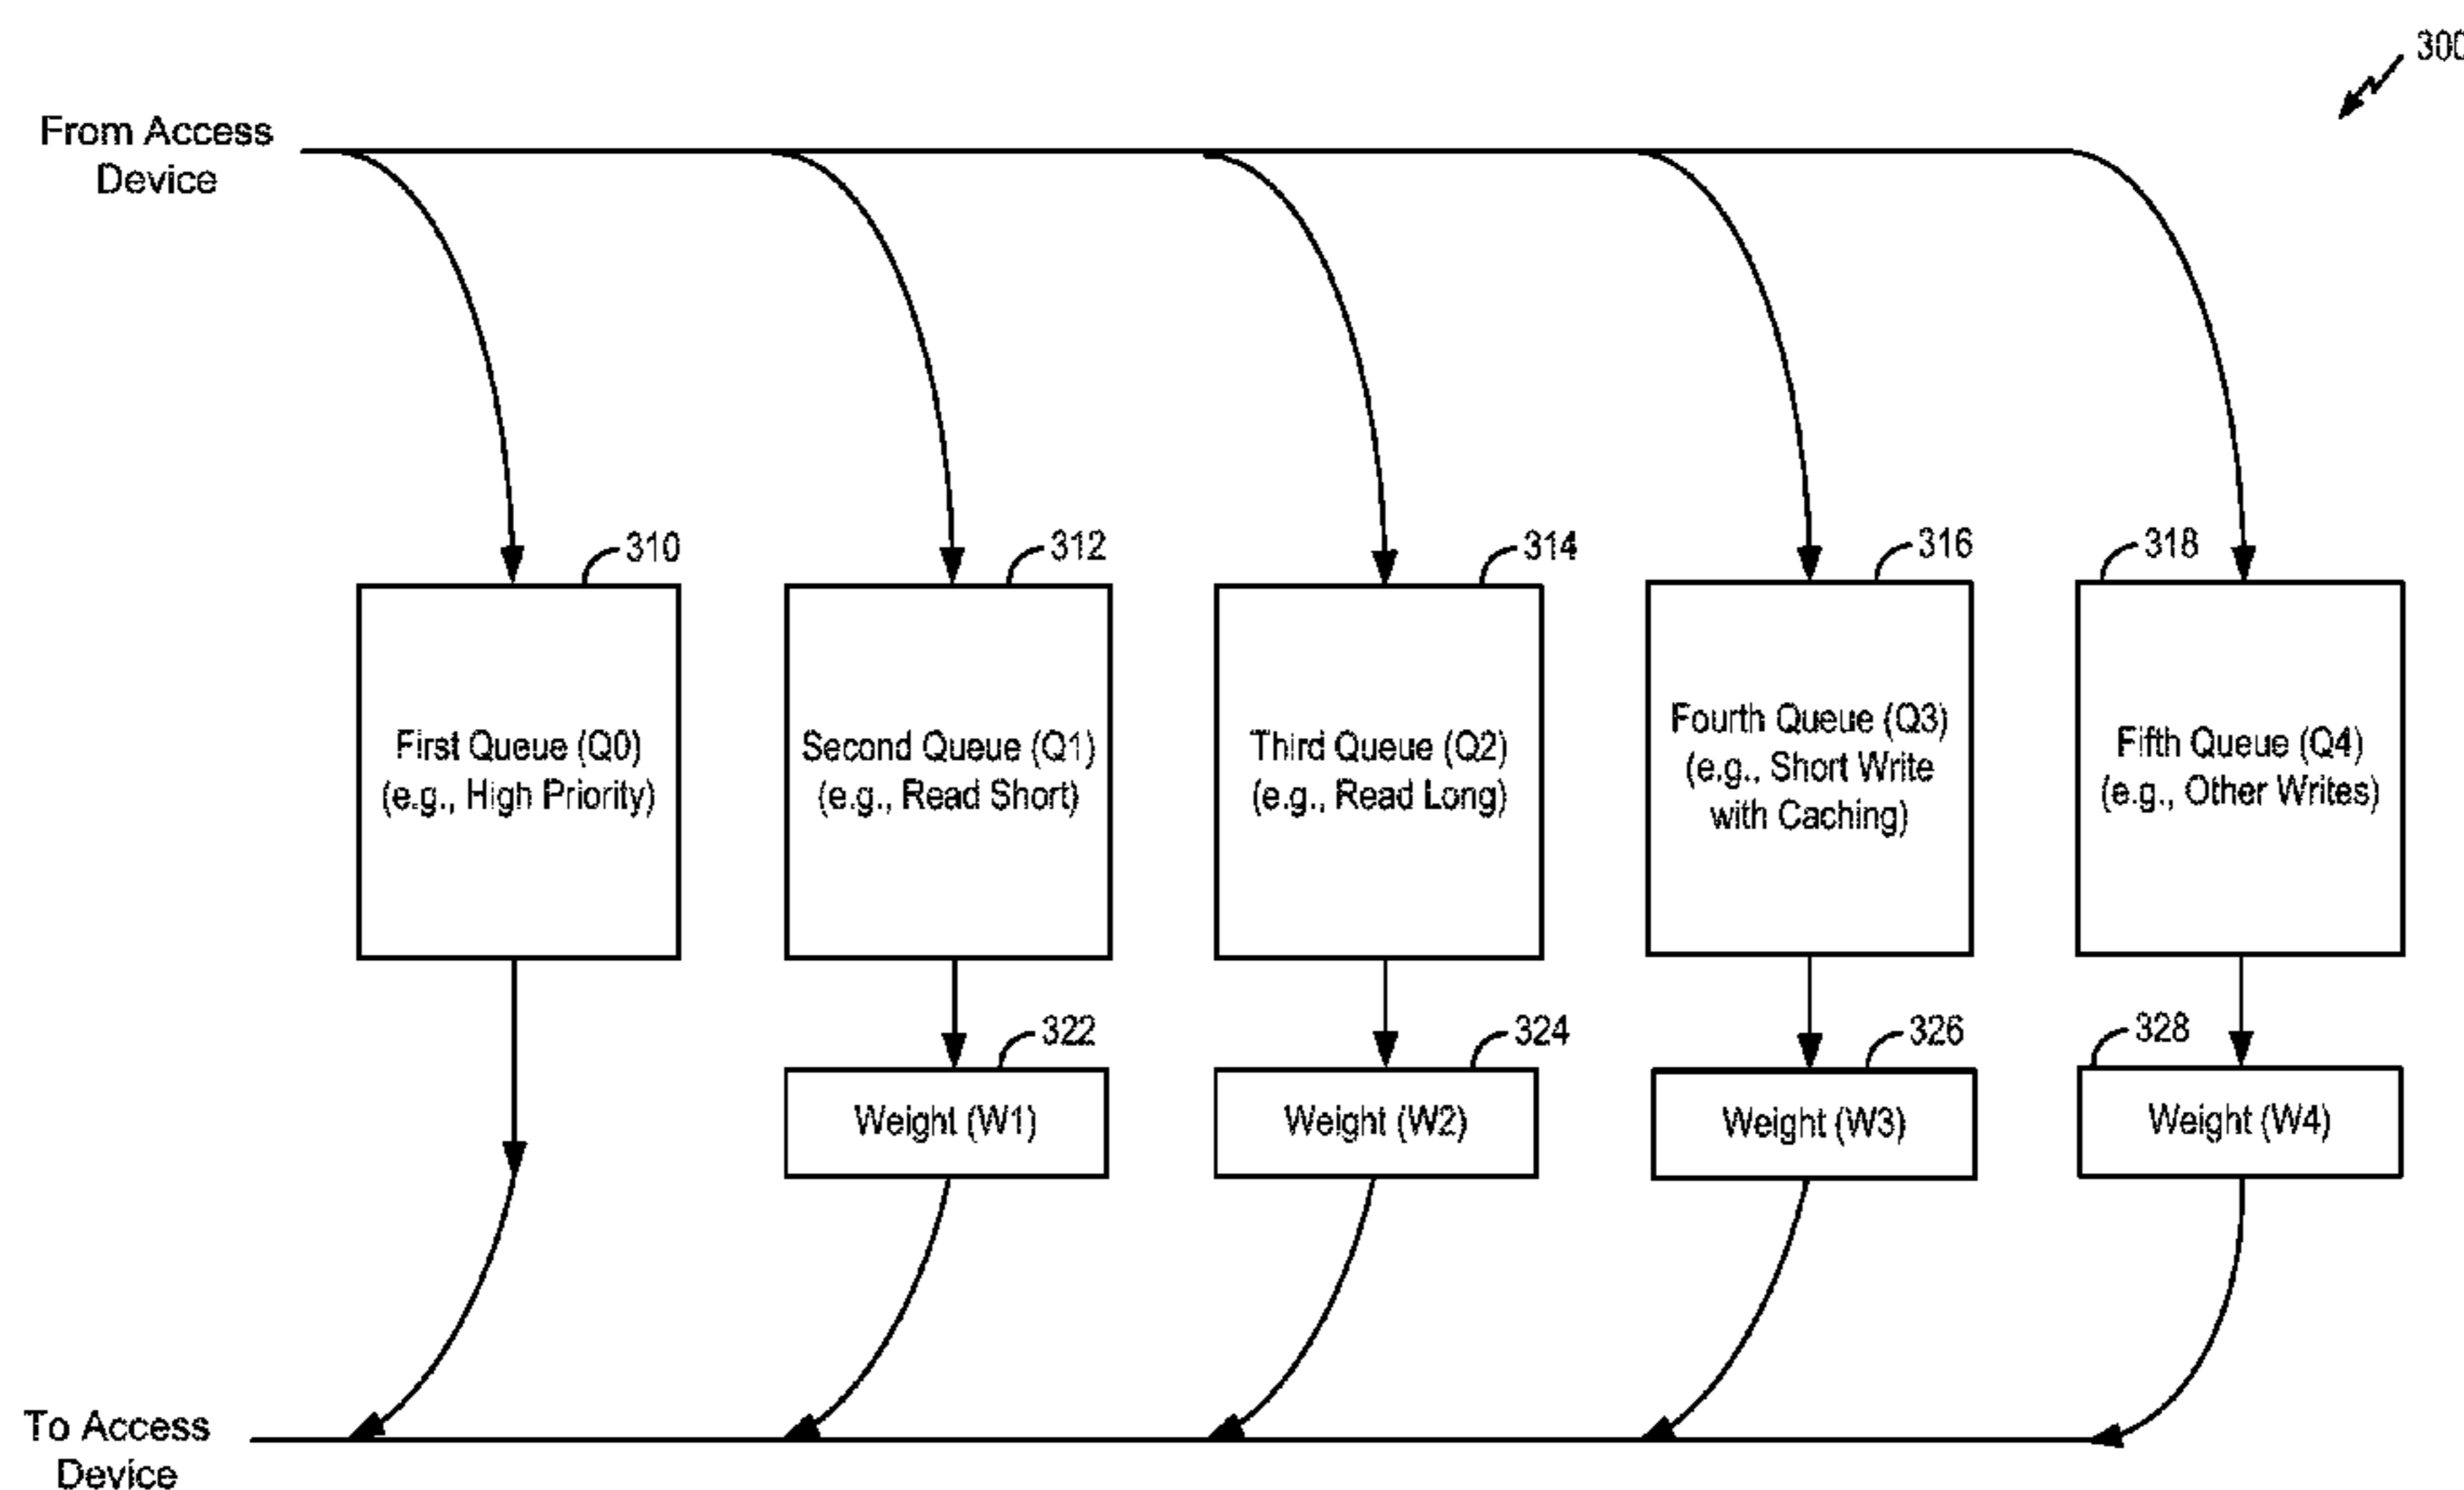 300
From Access
Device
310
312
314
316
318
First Queue (Q0)
(e.g., High Priority)
Second Queue (Q1)
(e.g., Read Short)
Third Queue (Q2)
(e.g., Read Long)
Fourth Queue (Q3)
(e.g., Short Write
with Caching)
Fifth Queue (Q4)
(e.g., Other Writes)
322
324
326
328
Weight (W1)
Weight (W2)
Weight (W3)
Weight (W4)
To Access
Device